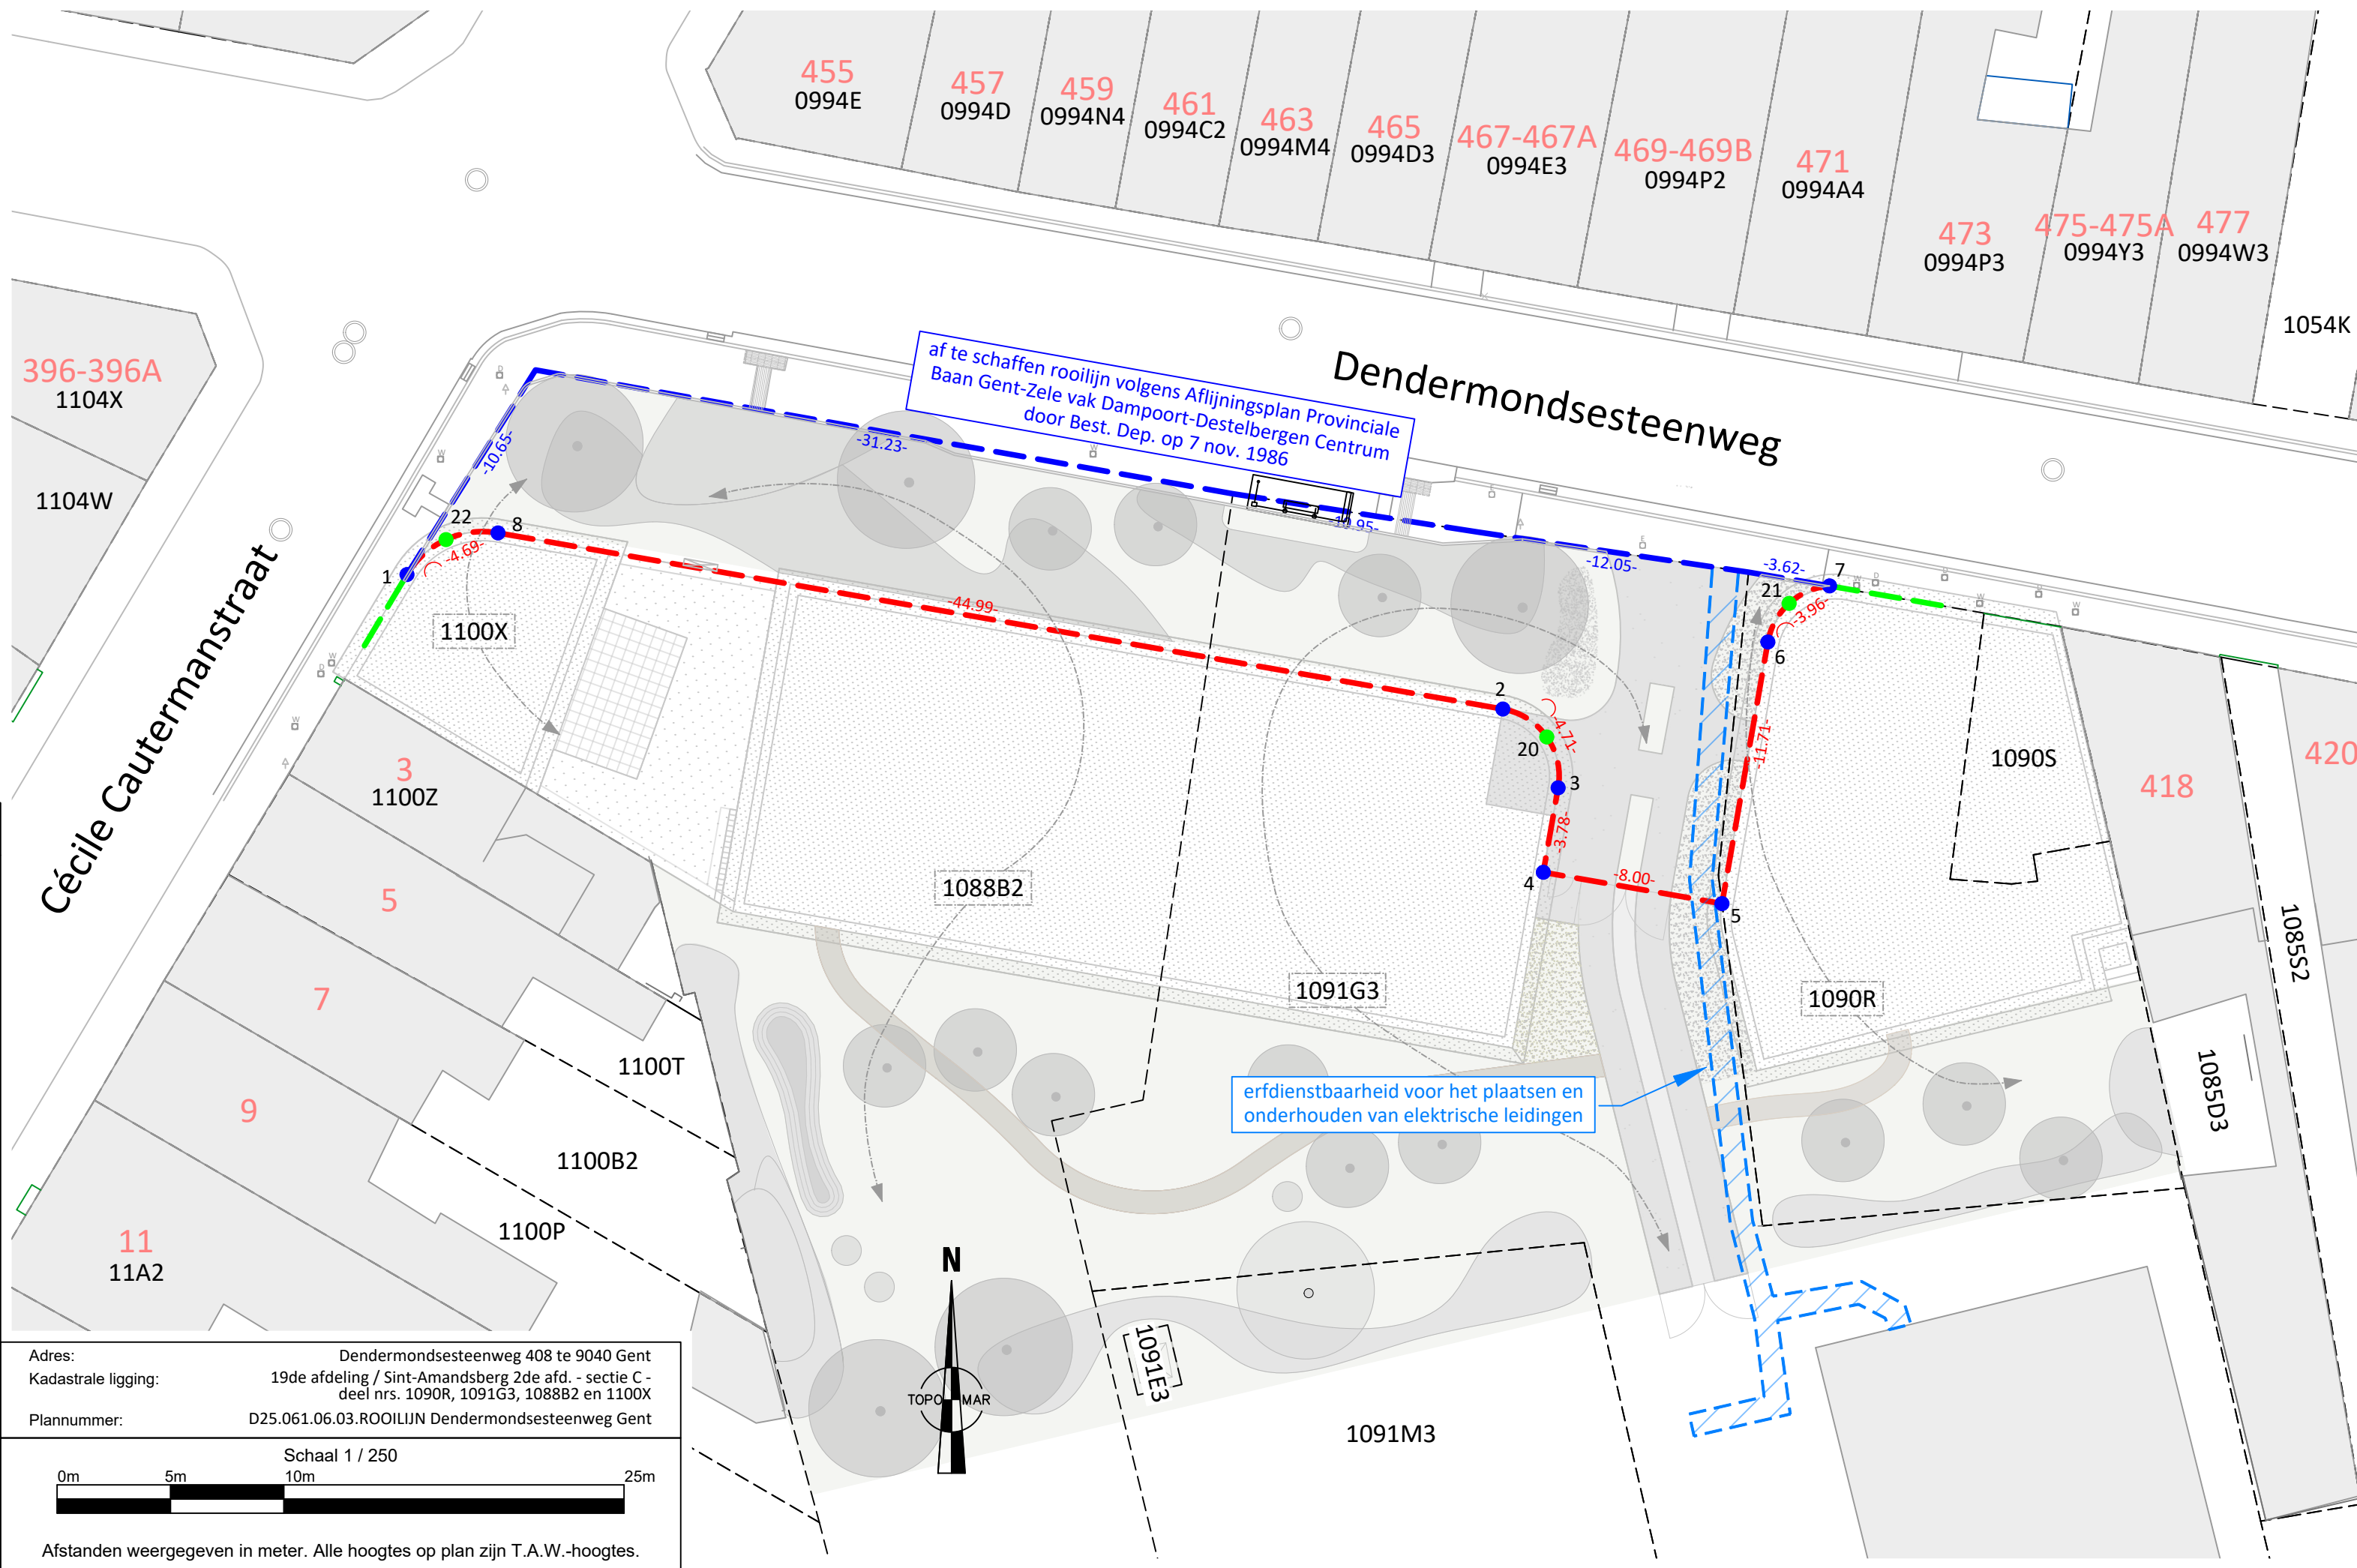 455
0994E
457
0994D
459
0994N4
461
0994C2
463
0994M4
465
0994D3
467-467A
0994E3
469-469B
0994P2
471
0994A4
473
0994P3
475-475A
0994Y3
477
0994W3
1054K
396-396A
1104X
1104W
Dendermondsesteenweg
Cécile Cautermanstraat
af te schaffen rooilijn volgens Aflijningsplan Provinciale
Baan Gent-Zele vak Dampoort-Destelbergen Centrum
door Best. Dep. op 7 nov. 1986
-10.65-
-31.23-
-12.05-
-3.62-
22
8
-4.69-
1
7
21
-3.96-
6
-44.99-
2
-4.71-
20
3
-3.78-
4
-8.00-
5
-11.71-
1100X
1088B2
1091G3
1090R
1090S
418
420
1085S2
1085D3
3
1100Z
5
7
9
11
11A2
1100T
1100B2
1100P
erfdienstbaarheid voor het plaatsen en
onderhouden van elektrische leidingen
1091E3
1091M3
N
TOPO MAR
Adres: Dendermondsesteenweg 408 te 9040 Gent
Kadastrale ligging: 19de afdeling / Sint-Amandsberg 2de afd. - sectie C -
deel nrs. 1090R, 1091G3, 1088B2 en 1100X
Plannummer: D25.061.06.03.ROOILIJN Dendermondsesteenweg Gent
Schaal 1 / 250
0m 5m 10m 25m
Afstanden weergegeven in meter. Alle hoogtes op plan zijn T.A.W.-hoogtes.